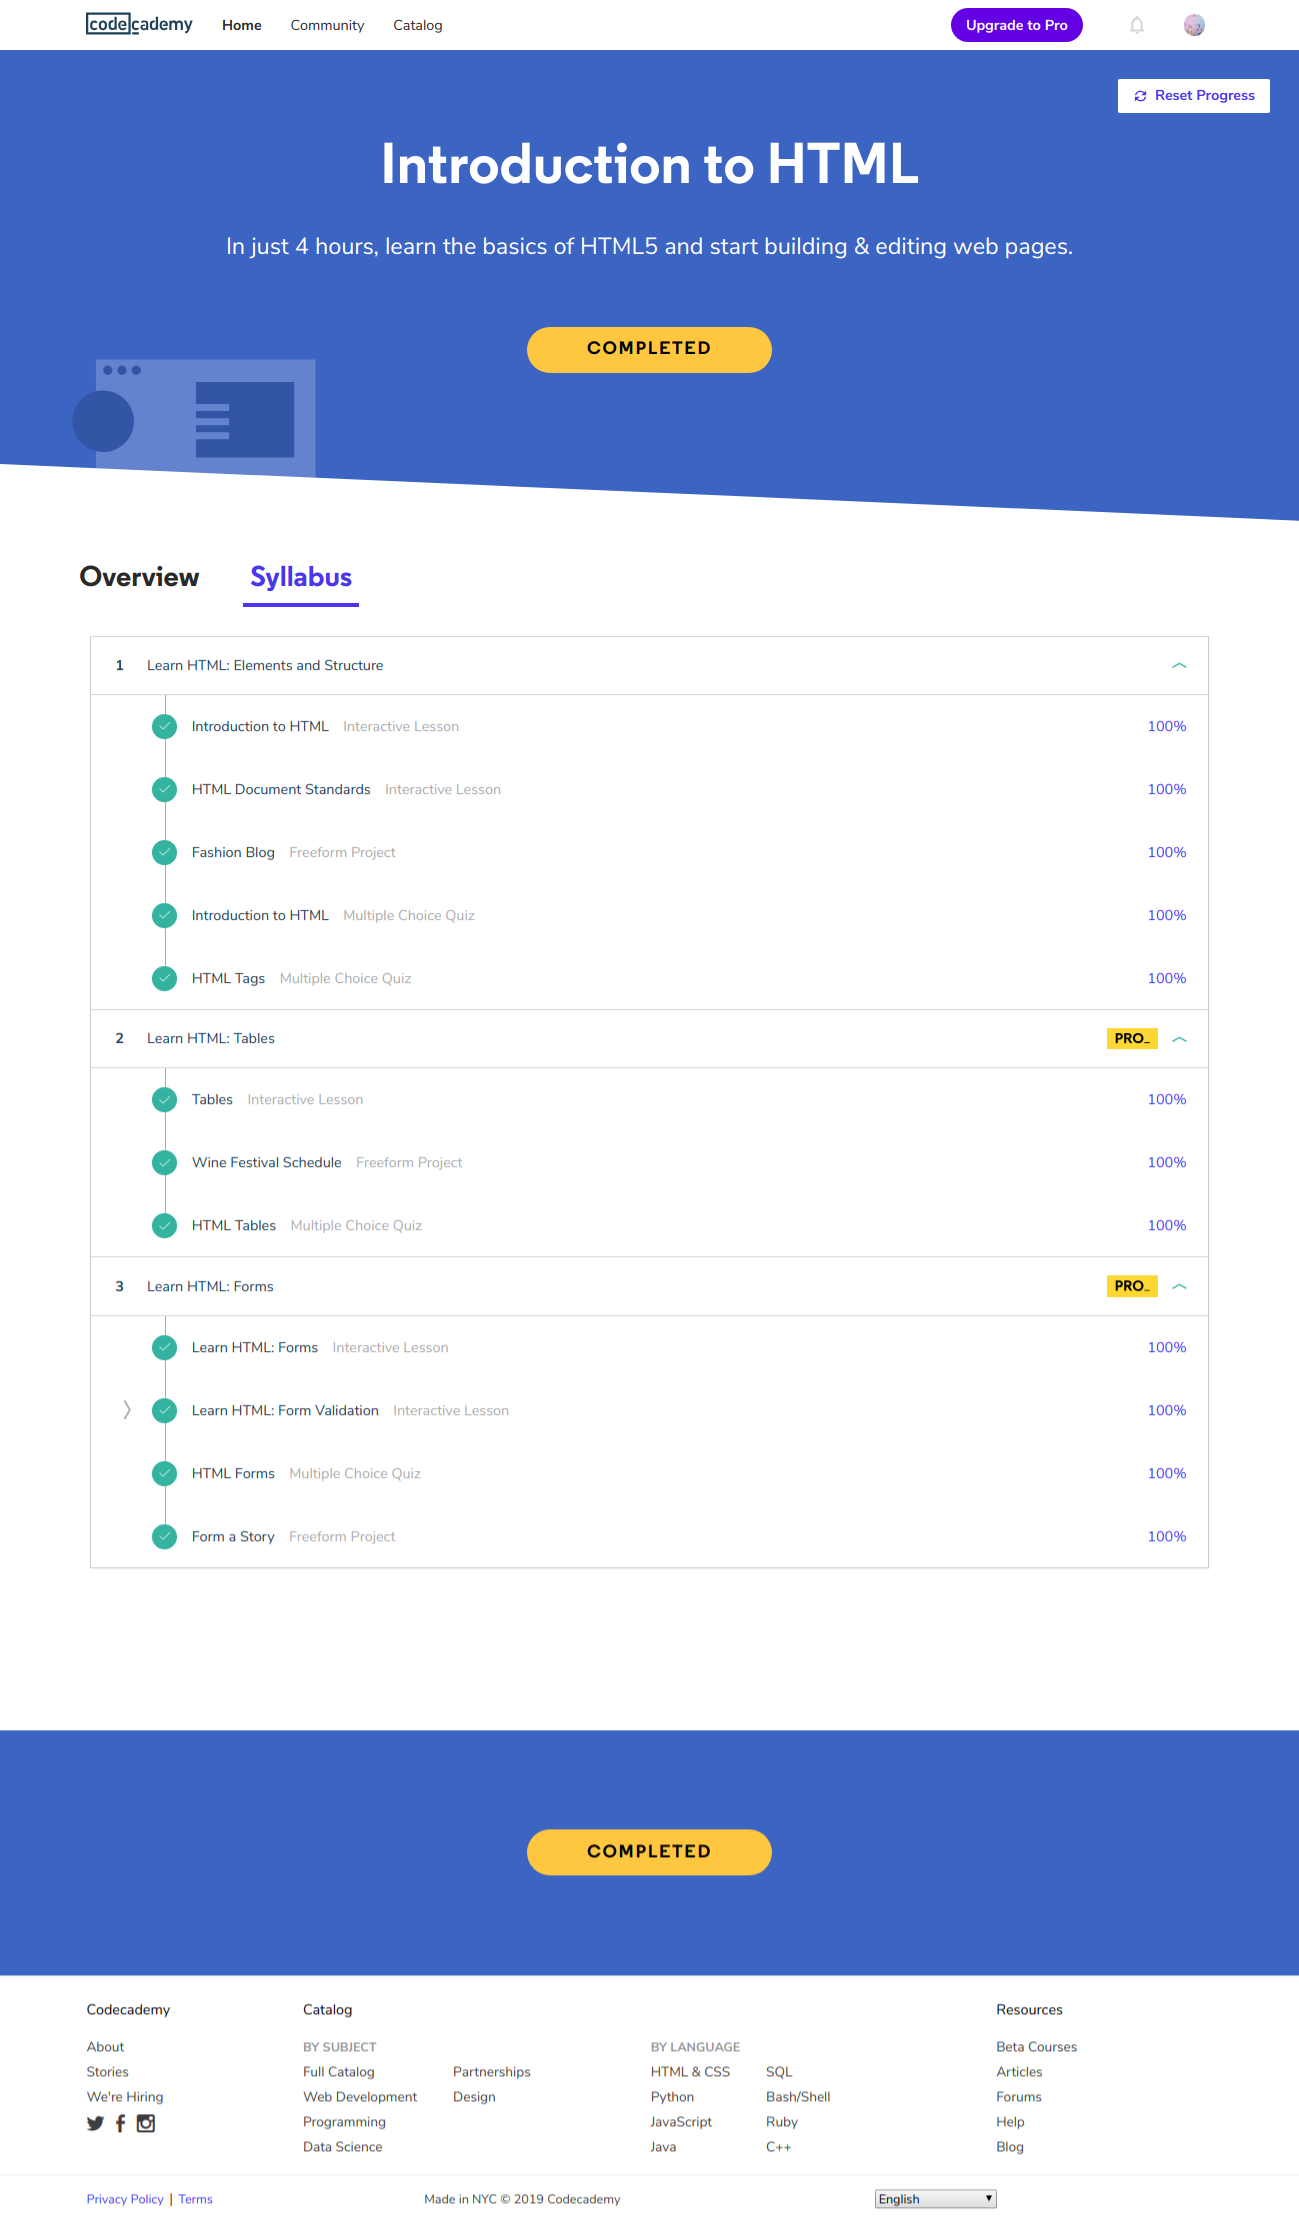 codecademy Home Community Catalog Upgrade to Pro
Reset Progress
Introduction to HTML
In just 4 hours, learn the basics of HTML5 and start building & editing web pages.
COMPLETED
Overview Syllabus
1 Learn HTML: Elements and Structure
Introduction to HTML Interactive Lesson 100%
HTML Document Standards Interactive Lesson 100%
Fashion Blog Freeform Project 100%
Introduction to HTML Multiple Choice Quiz 100%
HTML Tags Multiple Choice Quiz 100%
2 Learn HTML: Tables PRO_
Tables Interactive Lesson 100%
Wine Festival Schedule Freeform Project 100%
HTML Tables Multiple Choice Quiz 100%
3 Learn HTML: Forms PRO_
Learn HTML: Forms Interactive Lesson 100%
Learn HTML: Form Validation Interactive Lesson 100%
HTML Forms Multiple Choice Quiz 100%
Form a Story Freeform Project 100%
COMPLETED
Codecademy Catalog Resources
About BY SUBJECT BY LANGUAGE Beta Courses
Stories Full Catalog Partnerships HTML & CSS SQL Articles
We're Hiring Web Development Design Python Bash/Shell Forums
Programming JavaScript Ruby Help
Data Science Java C++ Blog
Privacy Policy | Terms Made in NYC © 2019 Codecademy English